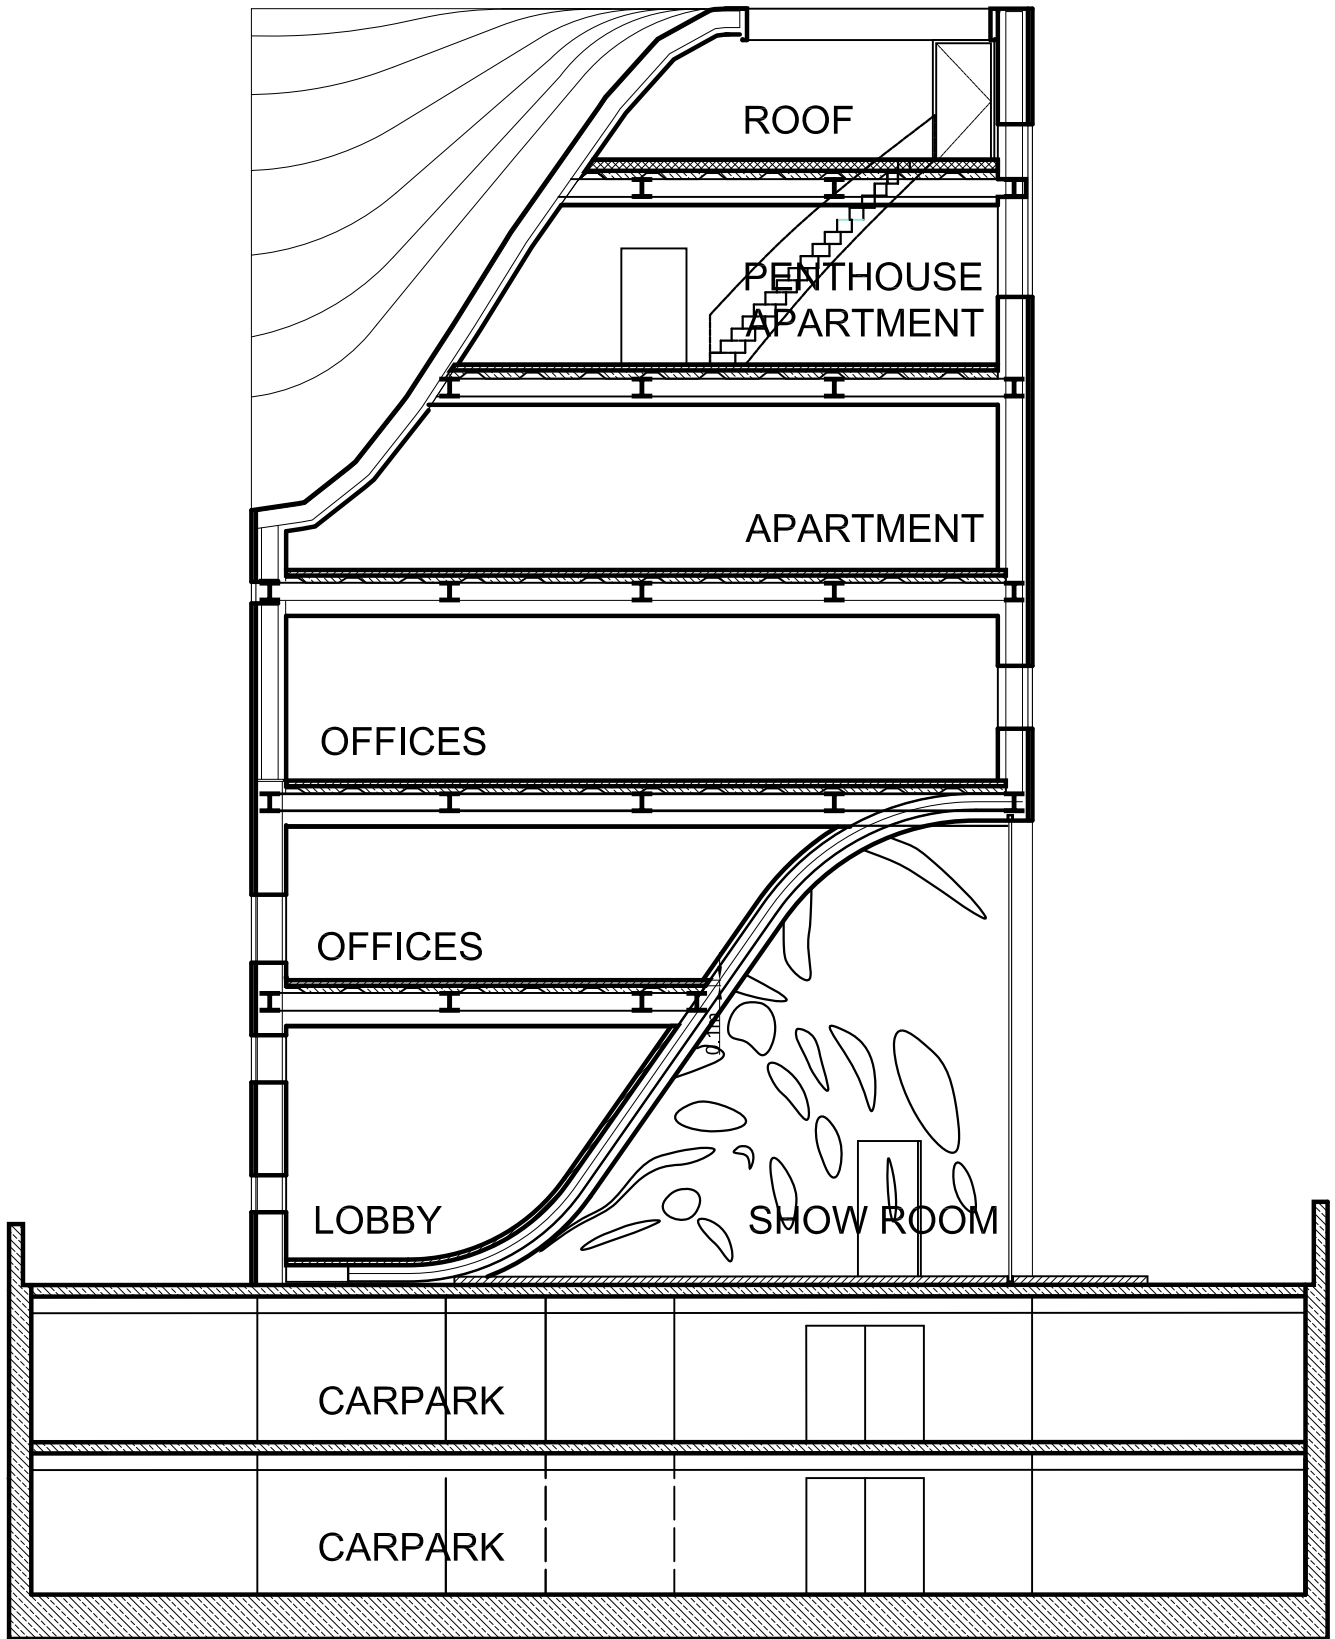 ROOF
PENTHOUSE
APARTMENT
APARTMENT
OFFICES
OFFICES
LOBBY
SHOW ROOM
CARPARK
CARPARK